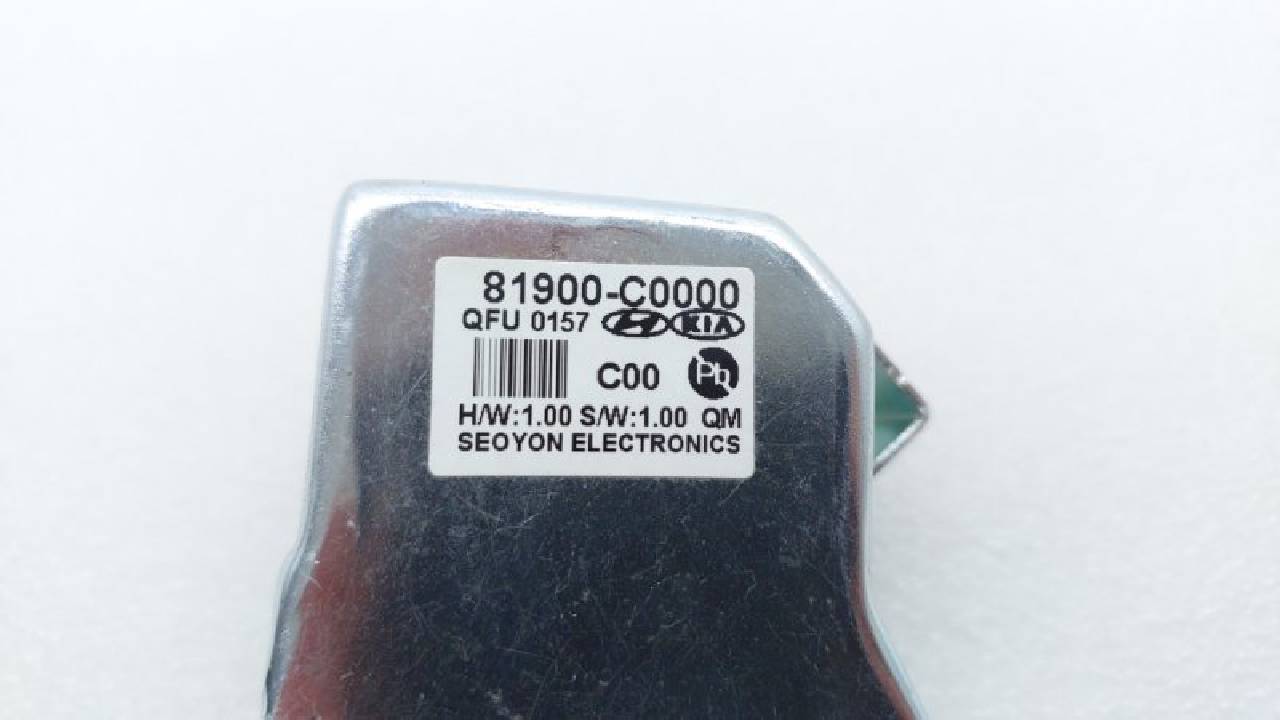 81900-C0000
QFU 0157 KIA
C00 Pb
H/W:1.00 S/W:1.00 QM
SEOYON ELECTRONICS